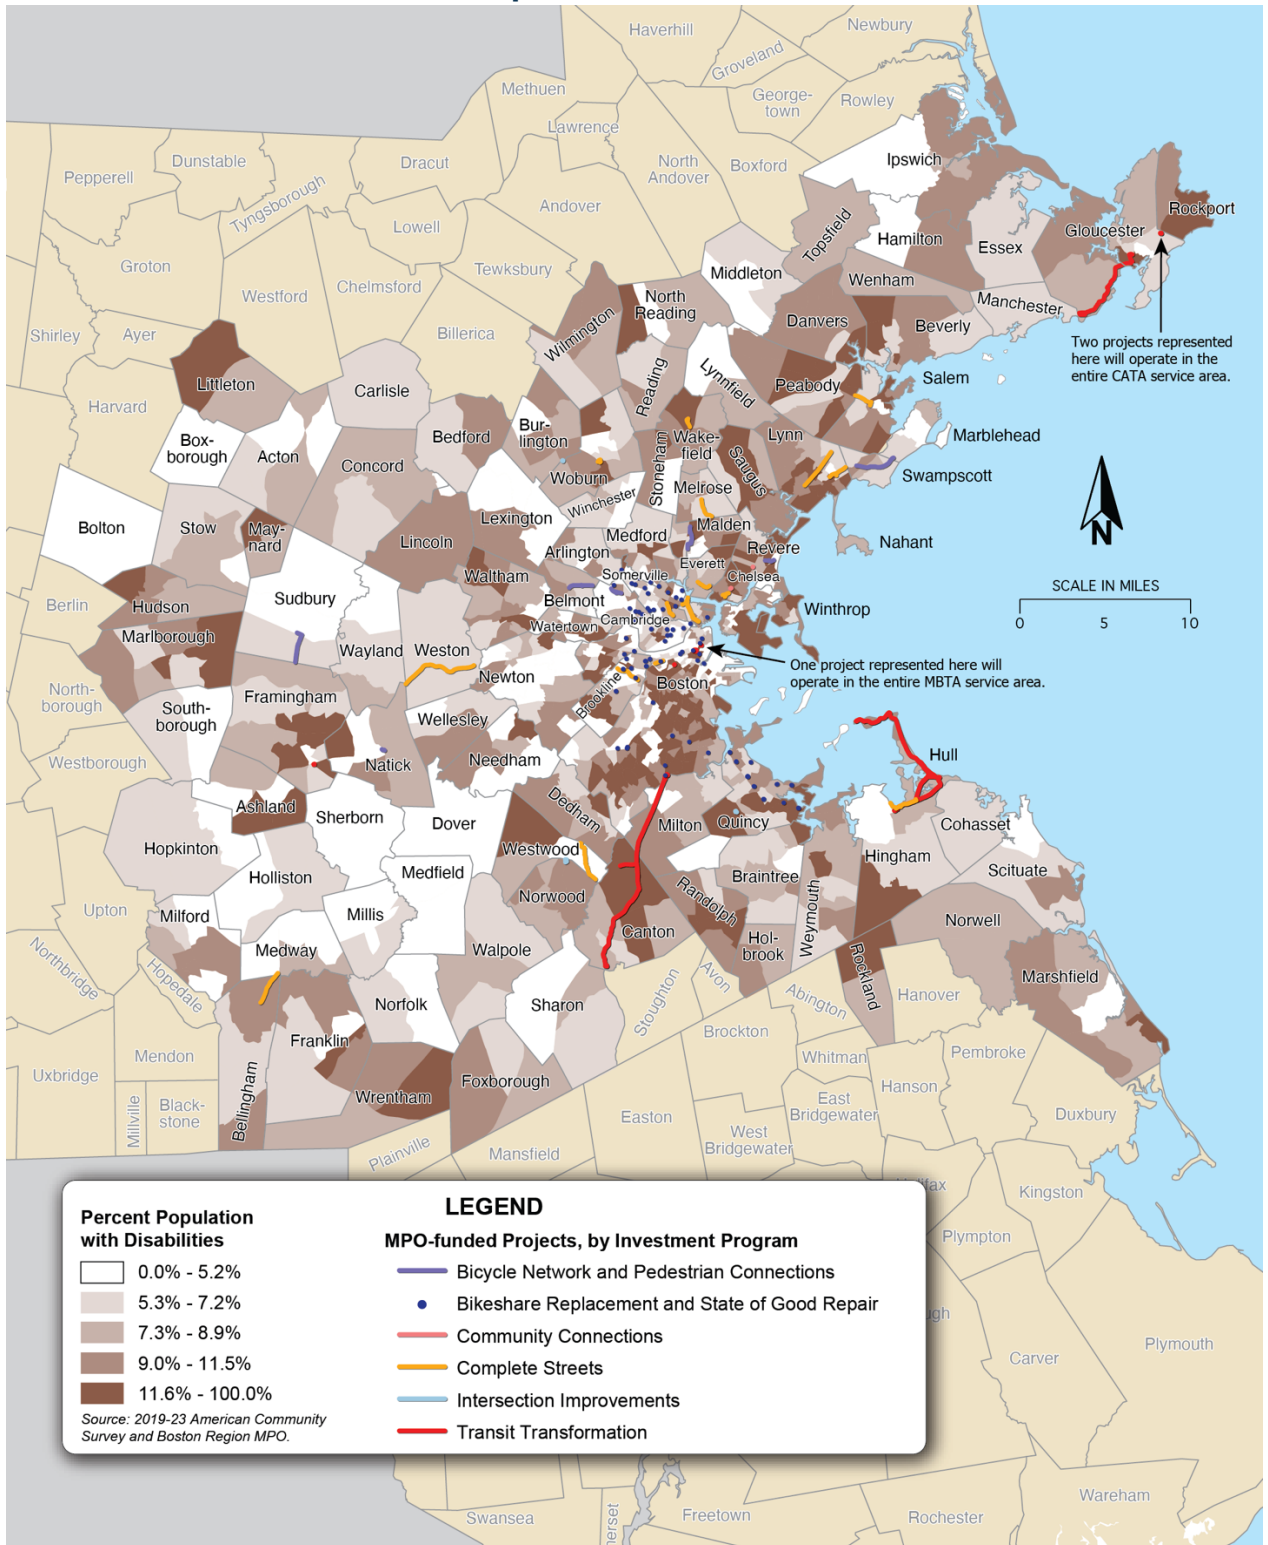 Haverhill
Newbury
Groveland
Methuen
George-
town
Rowley
Lawrence
Dunstable
Dracut
North
Andover
Boxford
Ipswich
Pepperell
Tyngsborough
Andover
Lowell
Topsfield
Hamilton
Essex
Gloucester
Rockport
Groton
Tewksbury
Middleton
Westford
Chelmsford
Wenham
Manchester
Shirley
Ayer
Billerica
Wilmington
North
Reading
Danvers
Beverly
Two projects represented
here will operate in the
entire CATA service area.
Littleton
Carlisle
Reading
Lynnfield
Peabody
Salem
Harvard
Box-
borough
Acton
Concord
Bedford
Bur-
lington
Wake-
field
Lynn
Marblehead
Woburn
Stoneham
Saugus
Swampscott
Winchester
Melrose
Bolton
Stow
May-
nard
Lincoln
Lexington
Medford
Malden
Nahant
Arlington
Revere
N
Everett
Chelsea
Waltham
Somerville
SCALE IN MILES
0
5
10
Berlin
Hudson
Sudbury
Belmont
Cambridge
Winthrop
Watertown
Marlborough
Wayland
Weston
Newton
One project represented here will
operate in the entire MBTA service area.
North-
borough
Framingham
Brookline
Boston
South-
borough
Wellesley
Westborough
Natick
Needham
Hull
Ashland
Sherborn
Dover
Dedham
Milton
Quincy
Cohasset
Hopkinton
Westwood
Hingham
Holliston
Medfield
Braintree
Scituate
Upton
Milford
Millis
Norwood
Randolph
Weymouth
Norwell
Medway
Walpole
Canton
Hol-
brook
Northbridge
Hopedale
Rockland
Marshfield
Norfolk
Sharon
Stoughton
Avon
Abington
Hanover
Mendon
Franklin
Brockton
Whitman
Pembroke
Uxbridge
Foxborough
Hanson
Millville
Black-
stone
Bellingham
Wrentham
Easton
East
Bridgewater
Duxbury
West
Bridgewater
Plainville
Mansfield
Kingston
Plympton
Plymouth
Carver
LEGEND
Percent Population
with Disabilities
0.0% - 5.2%
5.3% - 7.2%
7.3% - 8.9%
9.0% - 11.5%
11.6% - 100.0%
Source: 2019-23 American Community
Survey and Boston Region MPO.
MPO-funded Projects, by Investment Program
Bicycle Network and Pedestrian Connections
Bikeshare Replacement and State of Good Repair
Community Connections
Complete Streets
Intersection Improvements
Transit Transformation
Wareham
Swansea
Freetown
Rochester